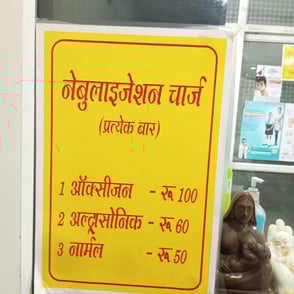 नेबुलाइजेशन चार्ज
(प्रत्येक बार)
1 ऑक्सीजन - रू 100
2 अल्ट्रासोनिक - रू 60
3 नार्मल - रू 50